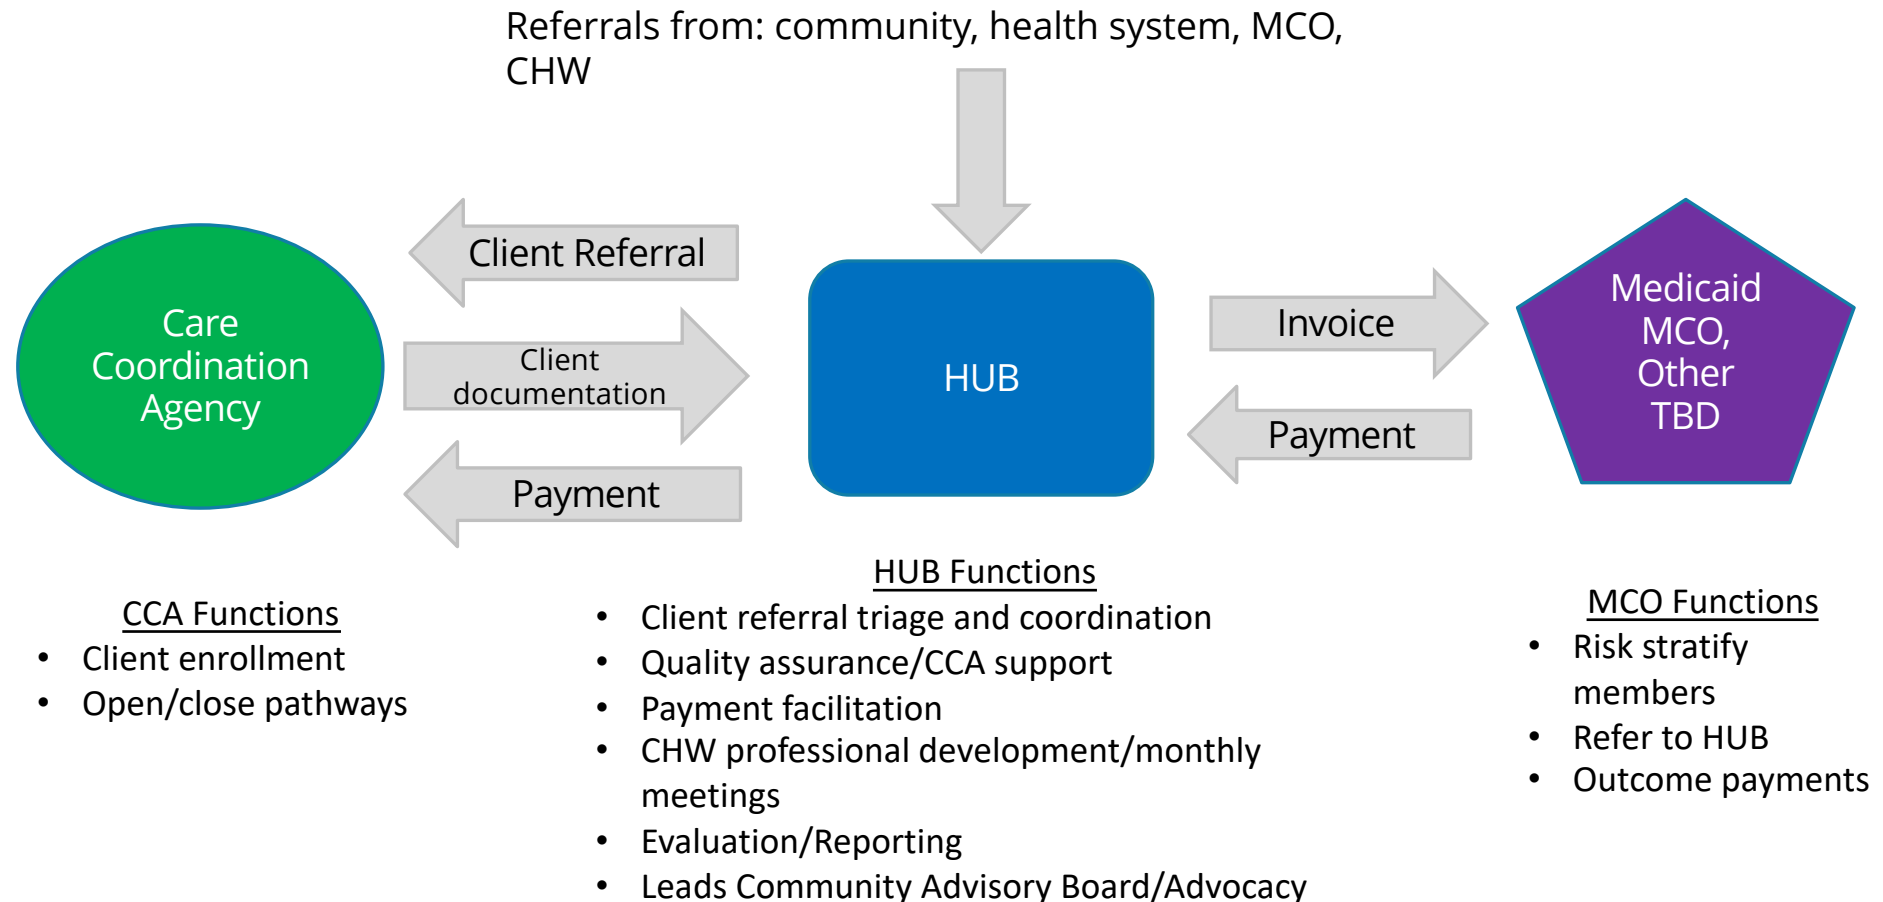 Referrals from: community, health system, MCO,
CHW
Client Referral
Care
Coordination
Agency
Client
documentation
Payment
HUB
Invoice
Payment
Medicaid
MCO,
Other
TBD
CCA Functions
• Client enrollment
• Open/close pathways
HUB Functions
• Client referral triage and coordination
• Quality assurance/CCA support
• Payment facilitation
• CHW professional development/monthly
meetings
• Evaluation/Reporting
• Leads Community Advisory Board/Advocacy
MCO Functions
• Risk stratify
members
• Refer to HUB
• Outcome payments